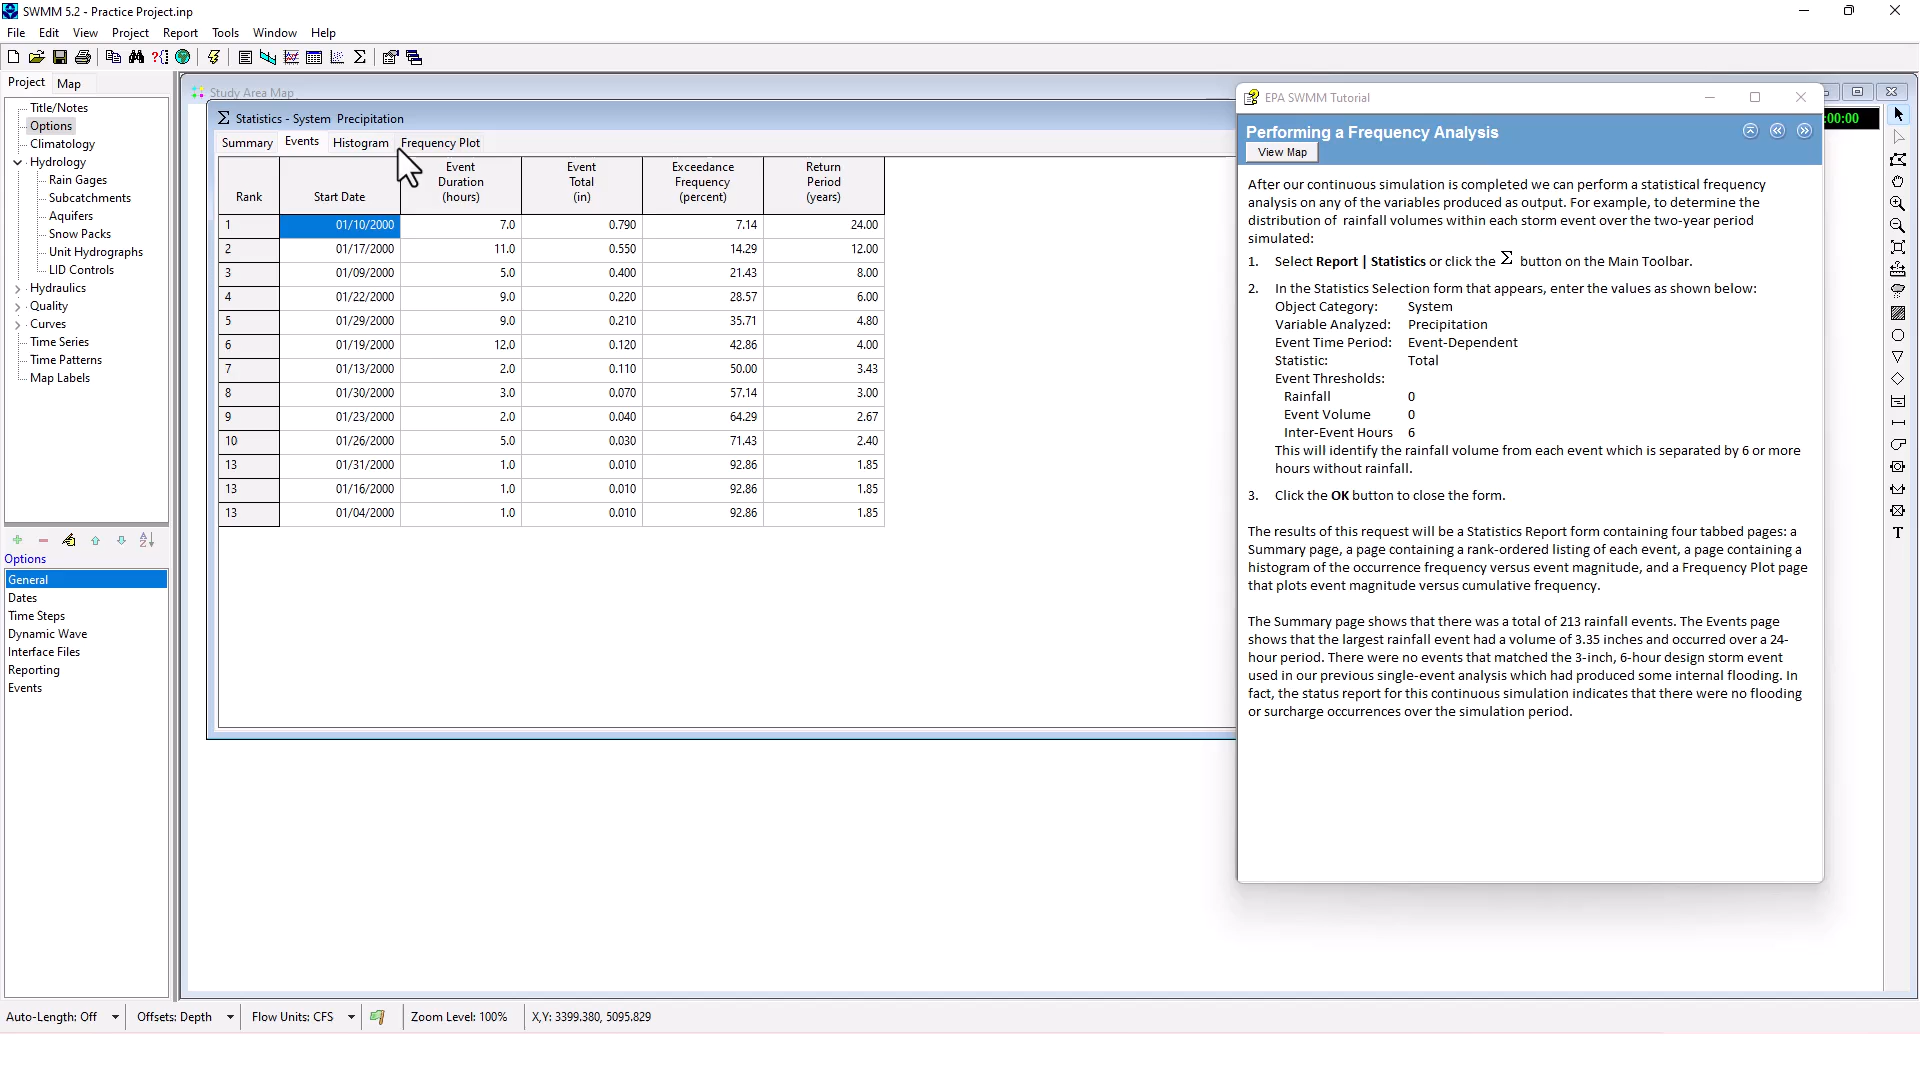 SWMM 5.2 - Practice Project.inp
File Edit View Project Report Tools Window Help
Project Map
Title/Notes
Options
Climatology
Hydrology
Rain Gages
Subcatchments
Aquifers
Snow Packs
Unit Hydrographs
LID Controls
Hydraulics
Quality
Curves
Time Series
Time Patterns
Map Labels
Options
General
Dates
Time Steps
Dynamic Wave
Interface Files
Reporting
Events
Study Area Map
Σ Statistics - System Precipitation
Summary Events Histogram Frequency Plot
Rank Start Date Event Duration (hours) Event Total (in) Exceedance Frequency (percent) Return Period (years)
1 01/10/2000 7.0 0.790 7.14 24.00
2 01/17/2000 11.0 0.550 14.29 12.00
3 01/09/2000 5.0 0.400 21.43 8.00
4 01/22/2000 9.0 0.220 28.57 6.00
5 01/29/2000 9.0 0.210 35.71 4.80
6 01/19/2000 12.0 0.120 42.86 4.00
7 01/13/2000 2.0 0.110 50.00 3.43
8 01/30/2000 3.0 0.070 57.14 3.00
9 01/23/2000 2.0 0.040 64.29 2.67
10 01/26/2000 5.0 0.030 71.43 2.40
13 01/31/2000 1.0 0.010 92.86 1.85
13 01/16/2000 1.0 0.010 92.86 1.85
13 01/04/2000 1.0 0.010 92.86 1.85
EPA SWMM Tutorial
:00:00
Performing a Frequency Analysis
View Map
After our continuous simulation is completed we can perform a statistical frequency
analysis on any of the variables produced as output. For example, to determine the
distribution of rainfall volumes within each storm event over the two-year period
simulated:
1. Select Report | Statistics or click the Σ button on the Main Toolbar.
2. In the Statistics Selection form that appears, enter the values as shown below:
Object Category: System
Variable Analyzed: Precipitation
Event Time Period: Event-Dependent
Statistic: Total
Event Thresholds:
Rainfall 0
Event Volume 0
Inter-Event Hours 6
This will identify the rainfall volume from each event which is separated by 6 or more
hours without rainfall.
3. Click the OK button to close the form.
The results of this request will be a Statistics Report form containing four tabbed pages: a
Summary page, a page containing a rank-ordered listing of each event, a page containing a
histogram of the occurrence frequency versus event magnitude, and a Frequency Plot page
that plots event magnitude versus cumulative frequency.
The Summary page shows that there was a total of 213 rainfall events. The Events page
shows that the largest rainfall event had a volume of 3.35 inches and occurred over a 24-
hour period. There were no events that matched the 3-inch, 6-hour design storm event
used in our previous single-event analysis which had produced some internal flooding. In
fact, the status report for this continuous simulation indicates that there were no flooding
or surcharge occurrences over the simulation period.
T
Auto-Length: Off Offsets: Depth Flow Units: CFS Zoom Level: 100% X,Y: 3399.380, 5095.829